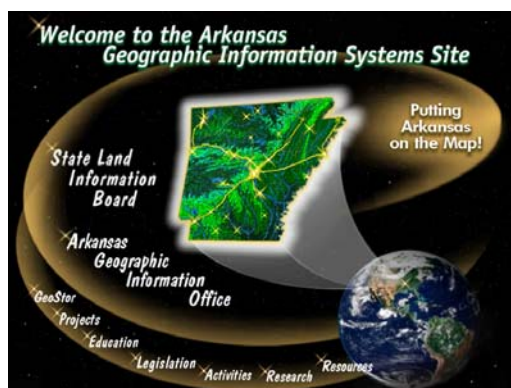 Welcome to the Arkansas
Geographic Information Systems Site
Putting
Arkansas
on the Map!
State Land
Information
Board
Arkansas
Geographic
Information
Office
GeoStor
Projects
Education
Legislation
Activities
Research
Resources